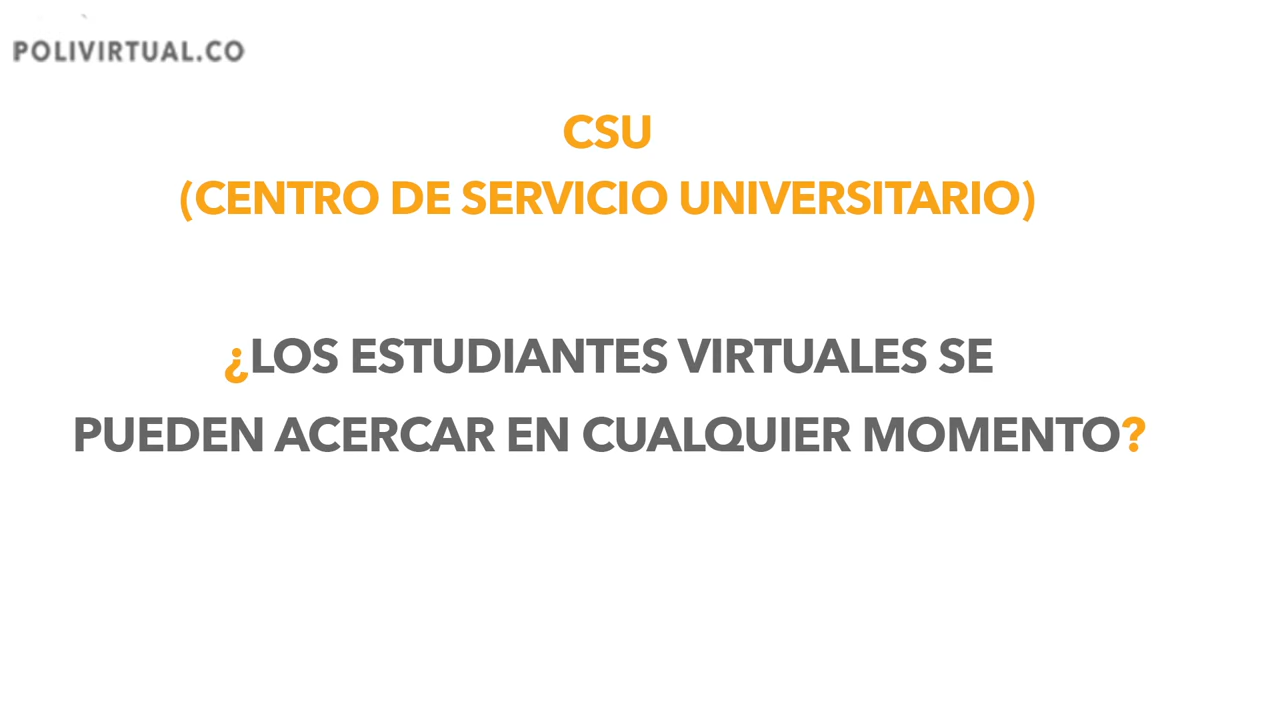 POLIVIRTUAL.CO
CSU
(CENTRO DE SERVICIO UNIVERSITARIO)
¿LOS ESTUDIANTES VIRTUALES SE
PUEDEN ACERCAR EN CUALQUIER MOMENTO?